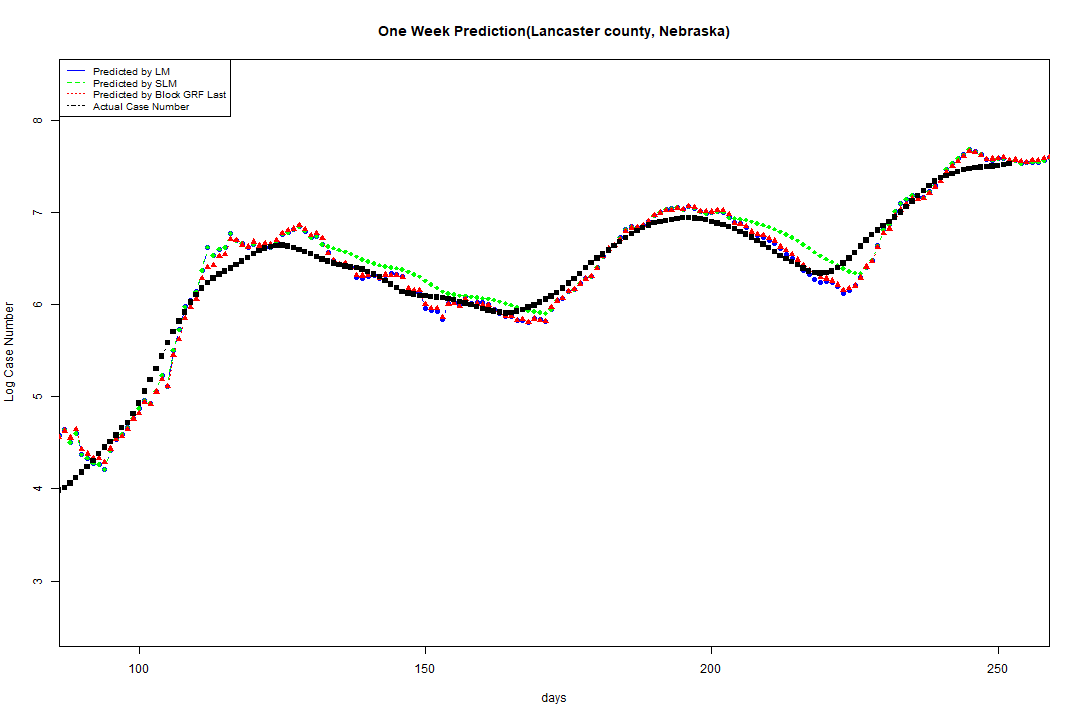 One Week Prediction(Lancaster county, Nebraska)
Predicted by LM
Predicted by SLM
Predicted by Block GRF Last
Actual Case Number
Log Case Number
8
7
6
5
4
3
100 150 200 250
days